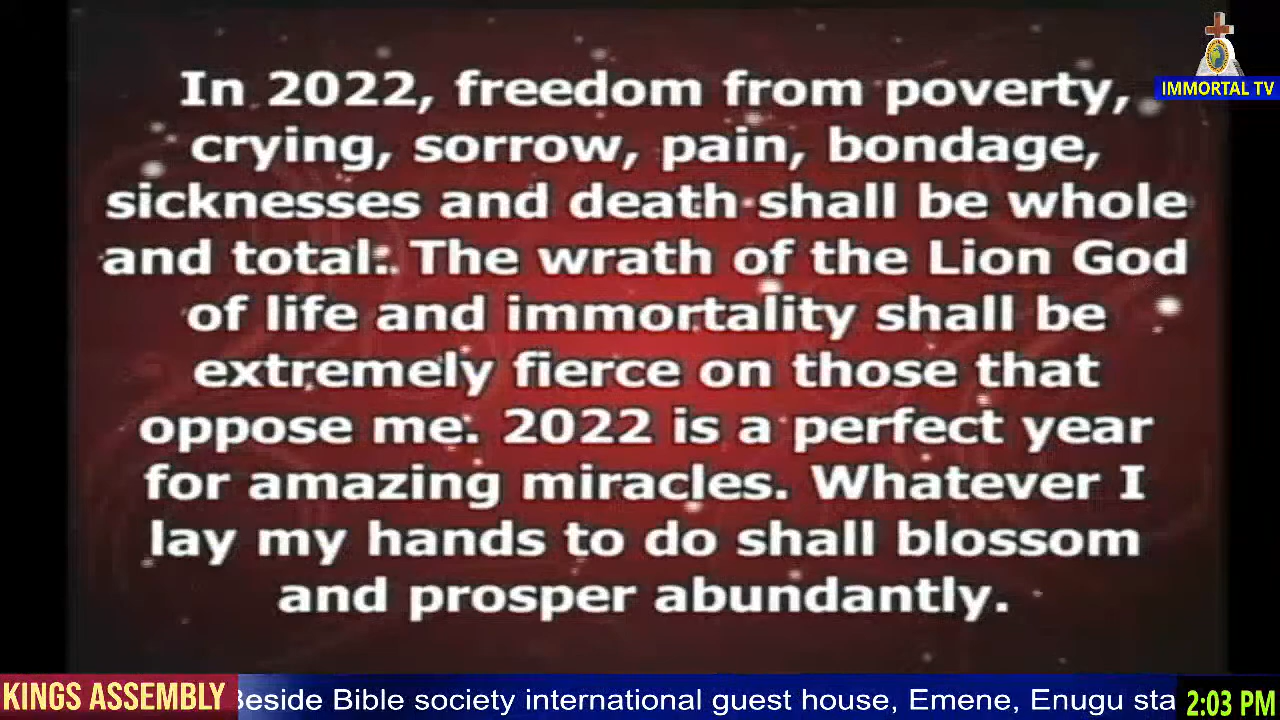 IMMORTAL TV
In 2022, freedom from poverty,
crying, sorrow, pain, bondage,
sicknesses and death shall be whole
and total. The wrath of the Lion God
of life and immortality shall be
extremely fierce on those that
oppose me. 2022 is a perfect year
for amazing miracles. Whatever I
lay my hands to do shall blossom
and prosper abundantly.
KINGS ASSEMBLY Beside Bible society international guest house, Emene, Enugu sta 2:03 PM